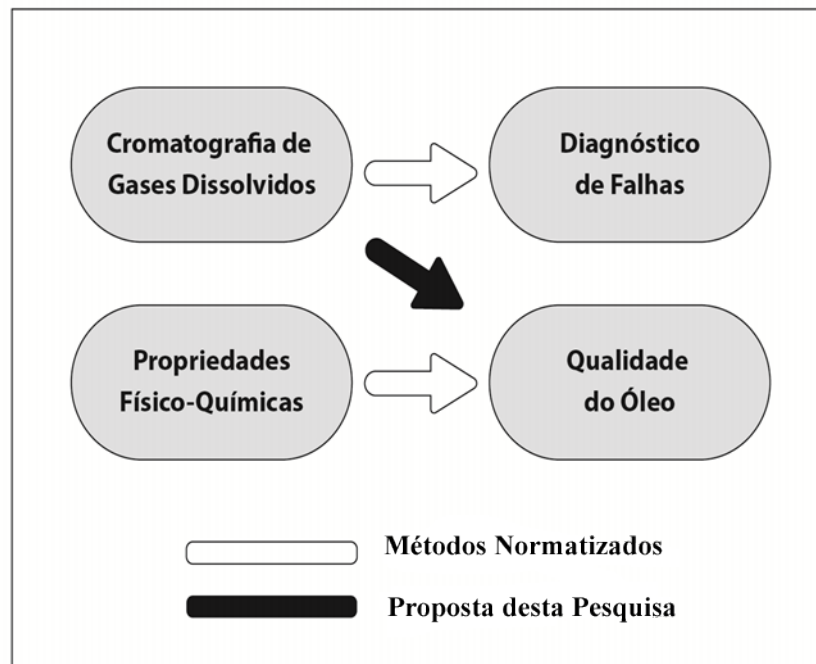 Cromatografia de
Gases Dissolvidos
Diagnóstico
de Falhas
Propriedades
Físico-Químicas
Qualidade
do Óleo
Métodos Normatizados
Proposta desta Pesquisa